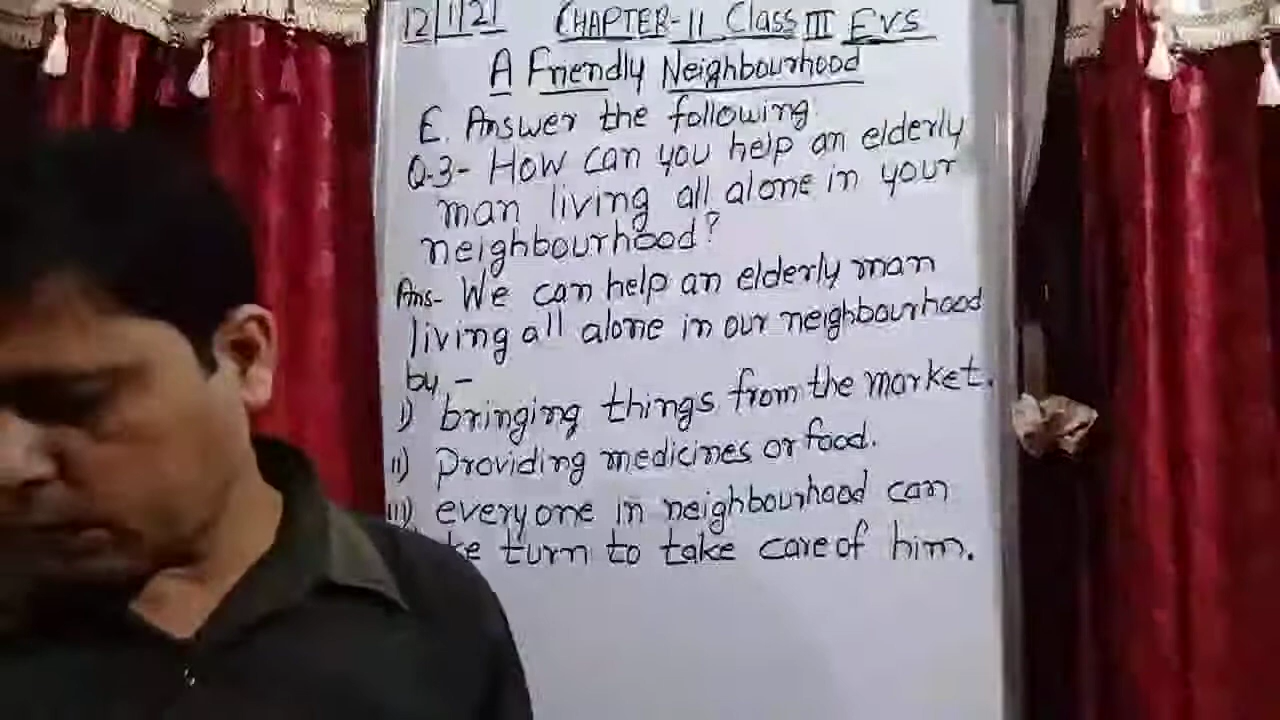 12/1/21 CHAPTER-11 Class III EVS
A Friendly Neighbourhood
E. Answer the following
Q.3- How can you help an elderly
man living all alone in your
neighbourhood?
Ans- We can help an elderly man
living all alone in our neighbourhood
by,-
i) bringing things from the market.
ii) Providing medicines or food.
iii) everyone in neighbourhood can
turn to take care of him.